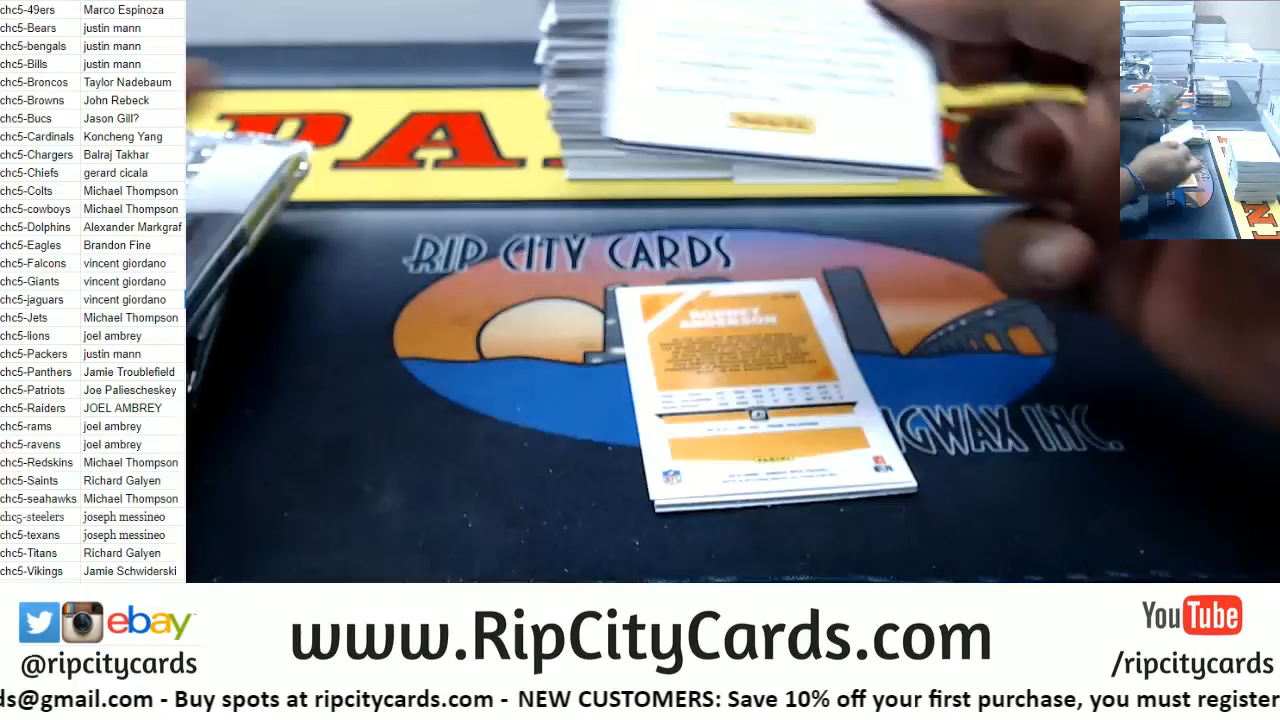 chc5-49ers Marco Espinoza
chc5-Bears justin mann
chc5-bengals justin mann
chc5-Bills justin mann
chc5-Broncos Taylor Nadebaum
chc5-Browns John Rebeck
chc5-Bucs Jason Gill?
chc5-Cardinals Koncheng Yang
chc5-Chargers Balraj Takhar
chc5-Chiefs gerard cicala
chc5-Colts Michael Thompson
chc5-cowboys Michael Thompson
chc5-Dolphins Alexander Markgraf
chc5-Eagles Brandon Fine
chc5-Falcons vincent giordano
chc5-Giants vincent giordano
chc5-jaguars vincent giordano
chc5-Jets Michael Thompson
chc5-lions joel ambrey
chc5-Packers justin mann
chc5-Panthers Jamie Troublefield
chc5-Patriots Joe Paliescheskey
chc5-Raiders JOEL AMBREY
chc5-rams joel ambrey
chc5-ravens joel ambrey
chc5-Redskins Michael Thompson
chc5-Saints Richard Galyen
chc5-seahawks Michael Thompson
chc5-steelers joseph messineo
chc5-texans joseph messineo
chc5-Titans Richard Galyen
chc5-Vikings Jamie Schwiderski
RIP CITY CARDS
RODNEY
ANDERSON
PANINI
NFL
GWAX INC.
ebay
@ripcitycards
www.RipCityCards.com
YouTube
/ripcitycards
ds@gmail.com - Buy spots at ripcitycards.com - NEW CUSTOMERS: Save 10% off your first purchase, you must register